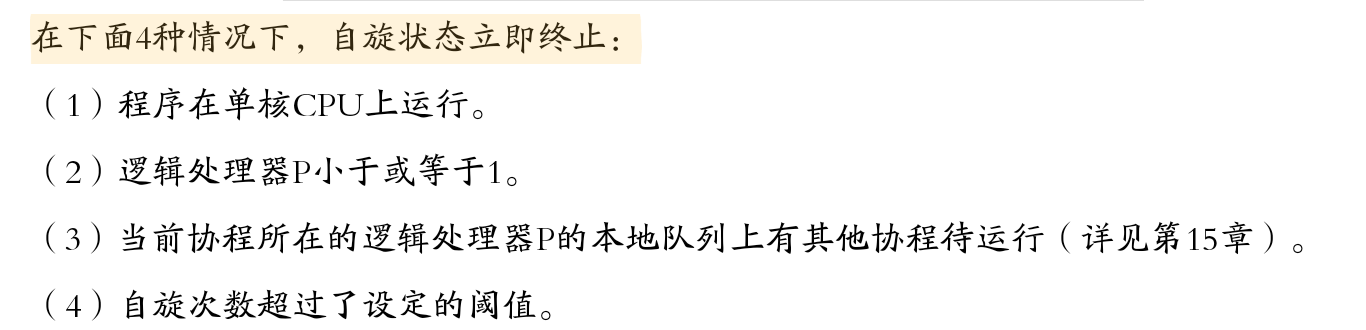 在下面4种情况下，自旋状态立即终止：
（1）程序在单核CPU上运行。
（2）逻辑处理器P小于或等于1。
（3）当前协程所在的逻辑处理器P的本地队列上有其他协程待运行（详见第15章）。
（4）自旋次数超过了设定的阈值。